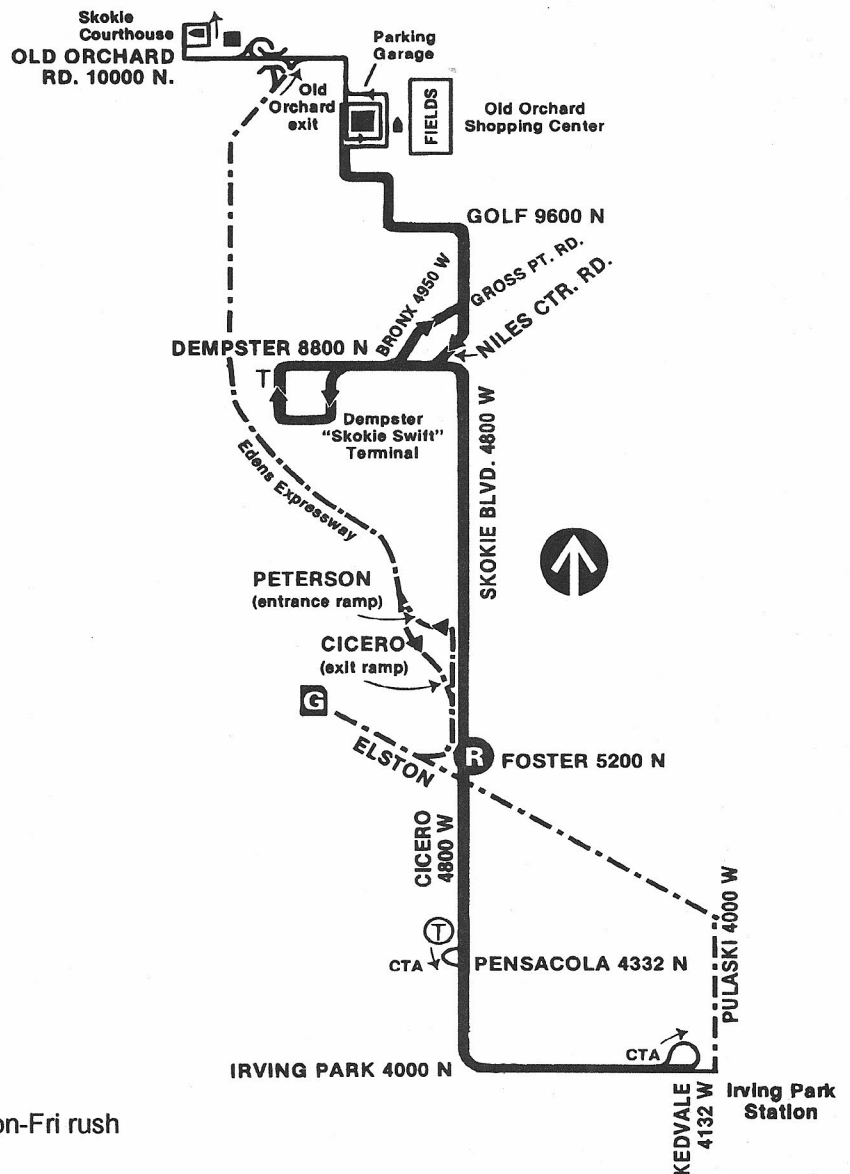 Skokie
Courthouse
OLD ORCHARD
RD. 10000 N.
Parking
Garage
Old
Orchard
exit
FIELDS
Old Orchard
Shopping Center
GOLF 9600 N
BRONX 4950 W
GROSS PT. RD.
NILES CTR. RD.
DEMPSTER 8800 N
T
Dempster
"Skokie Swift"
Terminal
Edens Expressway
SKOKIE BLVD. 4800 W
PETERSON
(entrance ramp)
CICERO
(exit ramp)
G
ELSTON
R
FOSTER 5200 N
CICERO
4800 W
T
CTA
PENSACOLA 4332 N
PULASKI 4000 W
CTA
IRVING PARK 4000 N
KEDVALE
4132 W
Irving Park
Station
on-Fri rush